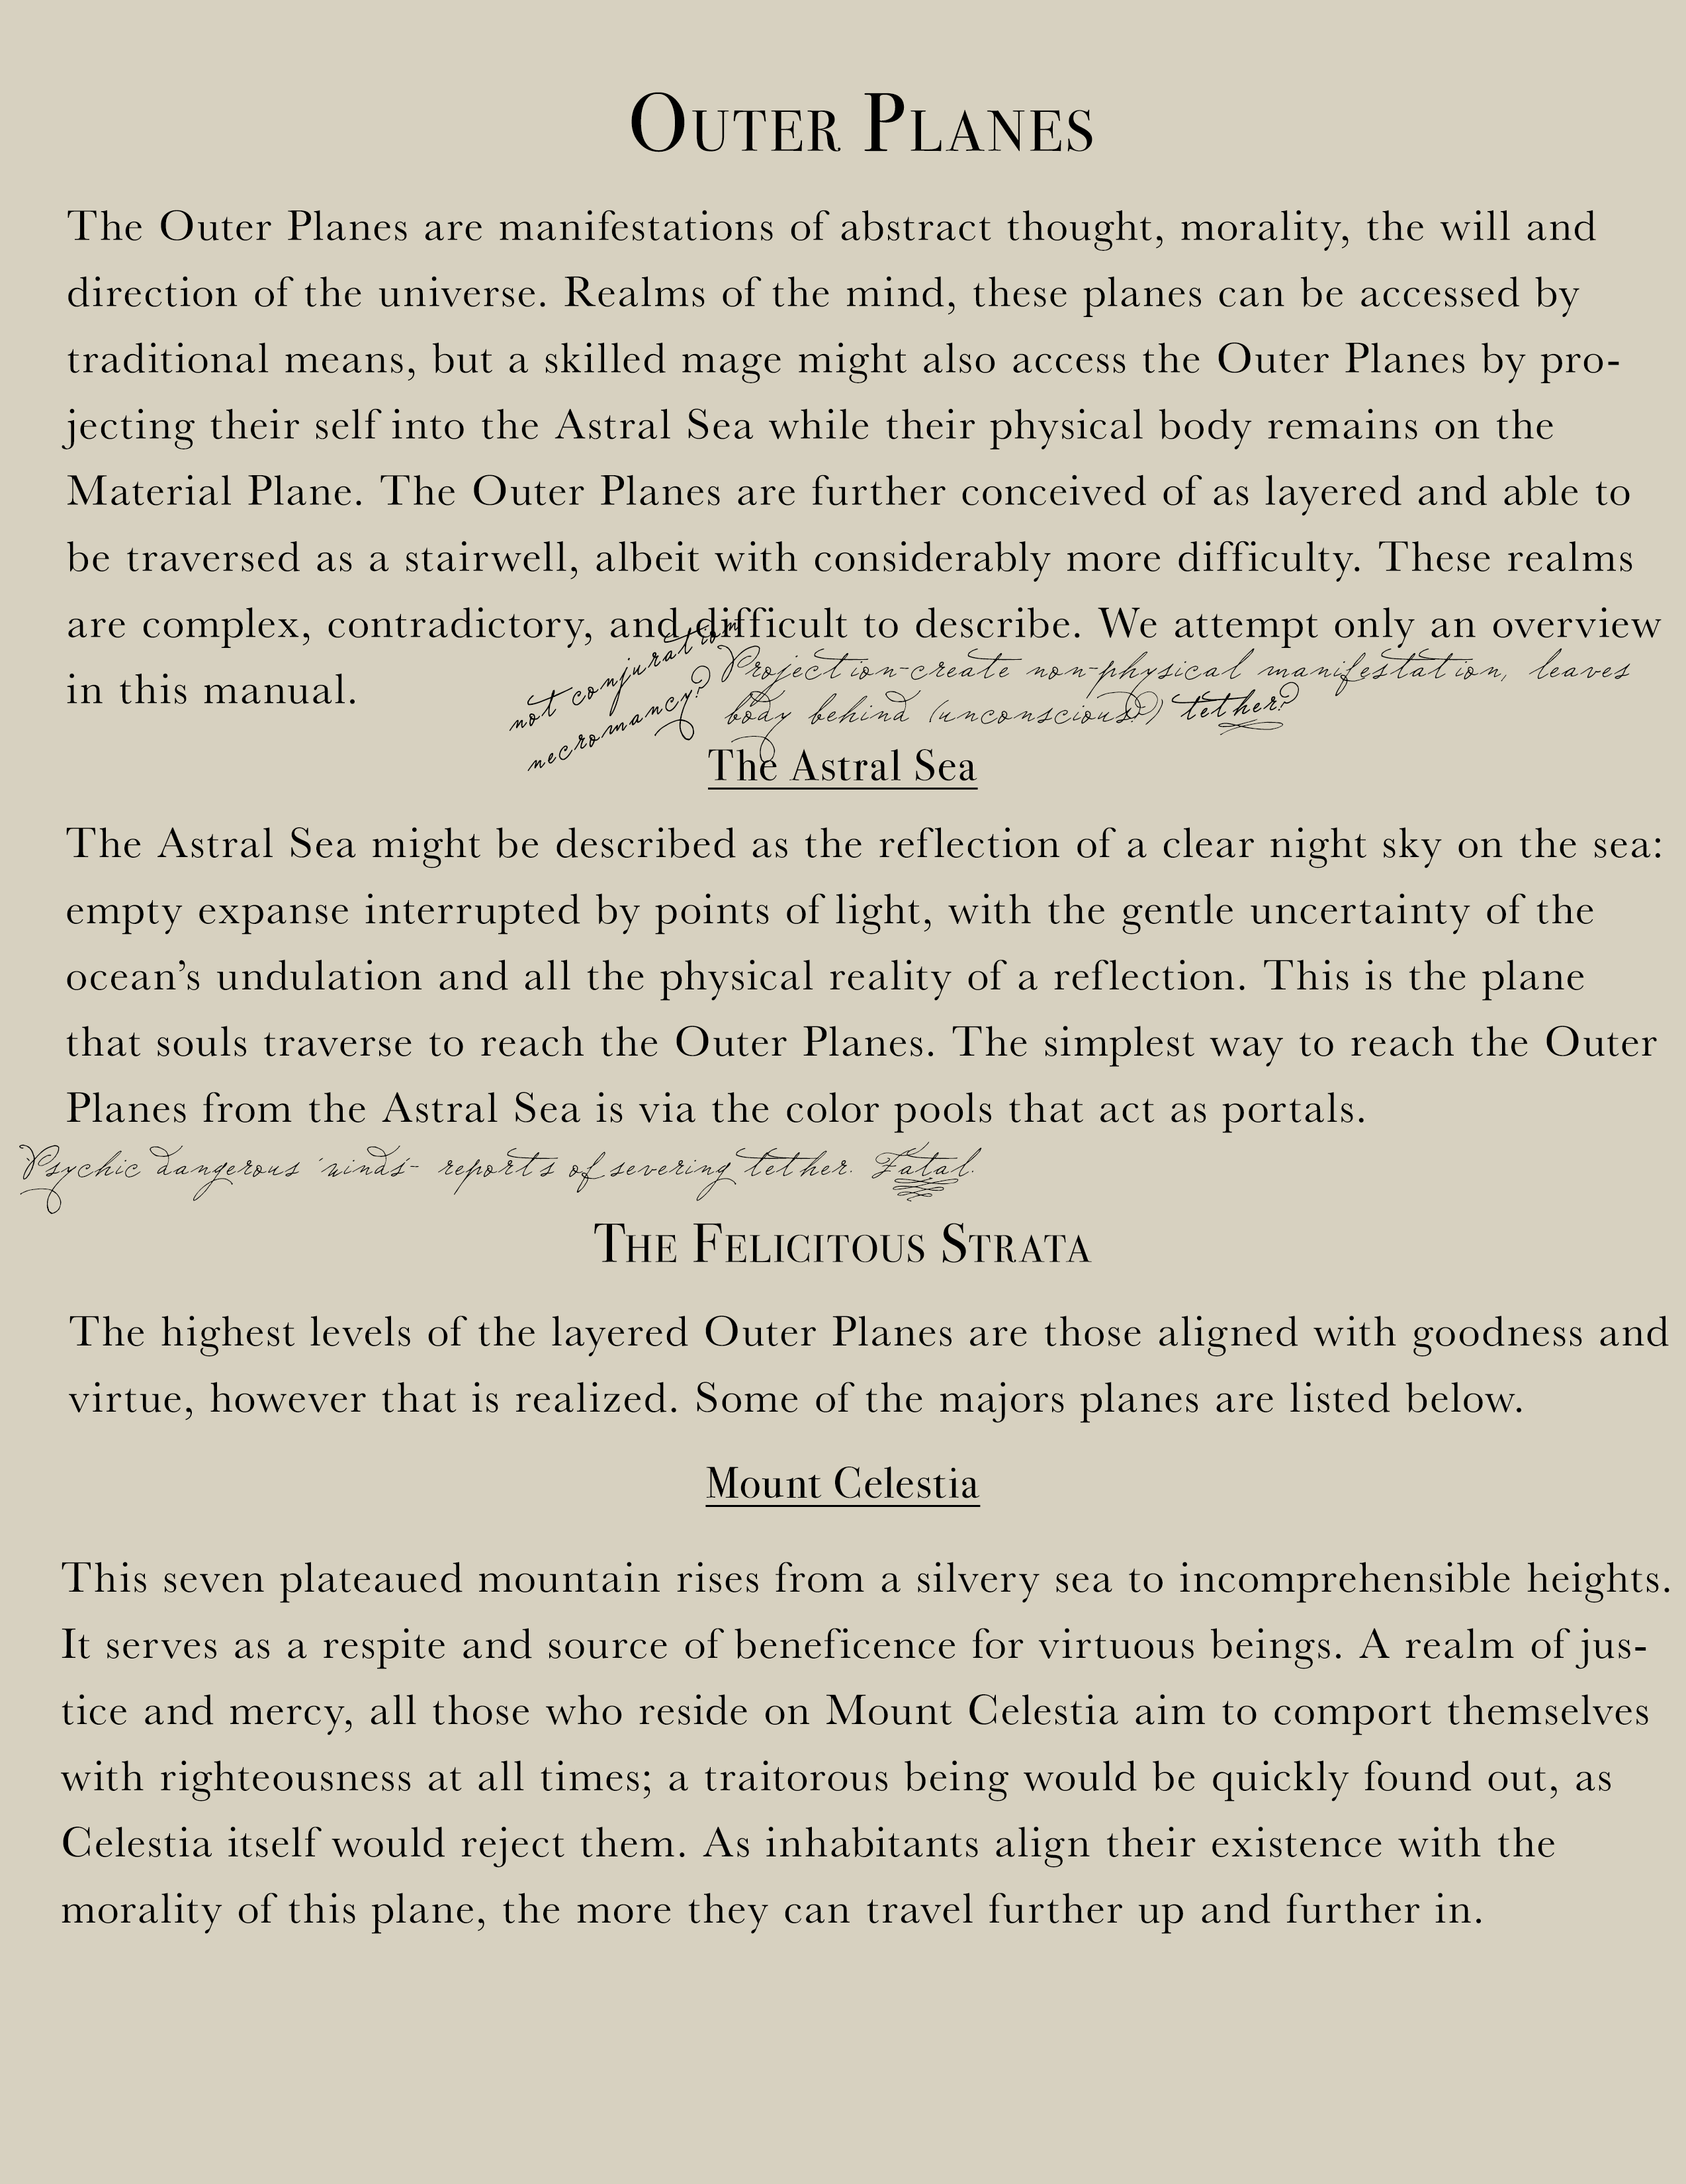 Outer Planes
The Outer Planes are manifestations of abstract thought, morality, the will and
direction of the universe. Realms of the mind, these planes can be accessed by
traditional means, but a skilled mage might also access the Outer Planes by pro-
jecting their self into the Astral Sea while their physical body remains on the
Material Plane. The Outer Planes are further conceived of as layered and able to
be traversed as a stairwell, albeit with considerably more difficulty. These realms
are complex, contradictory, and difficult to describe. We attempt only an overview
in this manual.
not conjuration
necromancy?
Projection-create non-physical manifestation, leaves
body behind (unconscious?) tether?
The Astral Sea
The Astral Sea might be described as the reflection of a clear night sky on the sea:
empty expanse interrupted by points of light, with the gentle uncertainty of the
ocean’s undulation and all the physical reality of a reflection. This is the plane
that souls traverse to reach the Outer Planes. The simplest way to reach the Outer
Planes from the Astral Sea is via the color pools that act as portals.
Psychic dangerous 'winds'- reports of severing tether. Fatal.
The Felicitous Strata
The highest levels of the layered Outer Planes are those aligned with goodness and
virtue, however that is realized. Some of the majors planes are listed below.
Mount Celestia
This seven plateaued mountain rises from a silvery sea to incomprehensible heights.
It serves as a respite and source of beneficence for virtuous beings. A realm of jus-
tice and mercy, all those who reside on Mount Celestia aim to comport themselves
with righteousness at all times; a traitorous being would be quickly found out, as
Celestia itself would reject them. As inhabitants align their existence with the
morality of this plane, the more they can travel further up and further in.